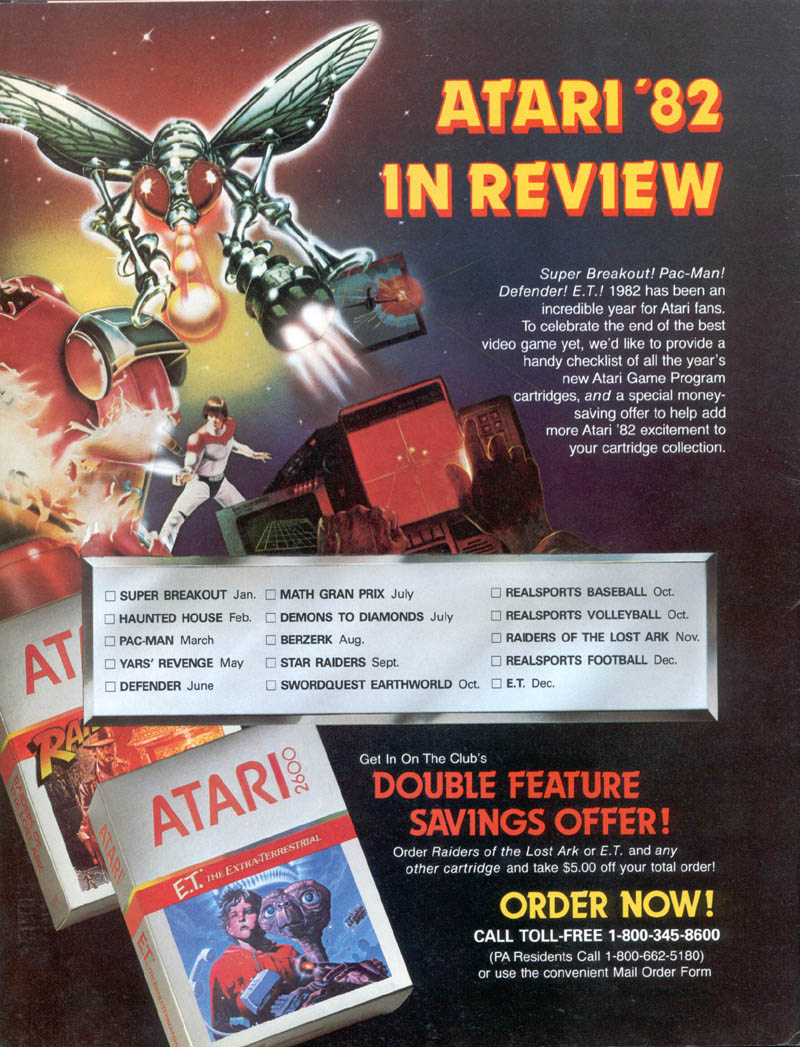 ATARI '82
IN REVIEW
Super Breakout! Pac-Man!
Defender! E.T.! 1982 has been an
incredible year for Atari fans.
To celebrate the end of the best
video game yet, we'd like to provide a
handy checklist of all the year's
new Atari Game Program
cartridges, and a special money-
saving offer to help add
more Atari '82 excitement to
your cartridge collection.
☐ SUPER BREAKOUT Jan.
☐ HAUNTED HOUSE Feb.
☐ PAC-MAN March
☐ YARS' REVENGE May
☐ DEFENDER June
☐ MATH GRAN PRIX July
☐ DEMONS TO DIAMONDS July
☐ BERZERK Aug.
☐ STAR RAIDERS Sept.
☐ SWORDQUEST EARTHWORLD Oct.
☐ REALSPORTS BASEBALL Oct.
☐ REALSPORTS VOLLEYBALL Oct.
☐ RAIDERS OF THE LOST ARK Nov.
☐ REALSPORTS FOOTBALL Dec.
☐ E.T. Dec.
AT
RAI
ATARI 2600
E.T. THE EXTRA-TERRESTRIAL
ATARI
E.T.
Get In On The Club's
DOUBLE FEATURE
SAVINGS OFFER!
Order Raiders of the Lost Ark or E.T. and any
other cartridge and take $5.00 off your total order!
ORDER NOW!
CALL TOLL-FREE 1-800-345-8600
(PA Residents Call 1-800-662-5180)
or use the convenient Mail Order Form